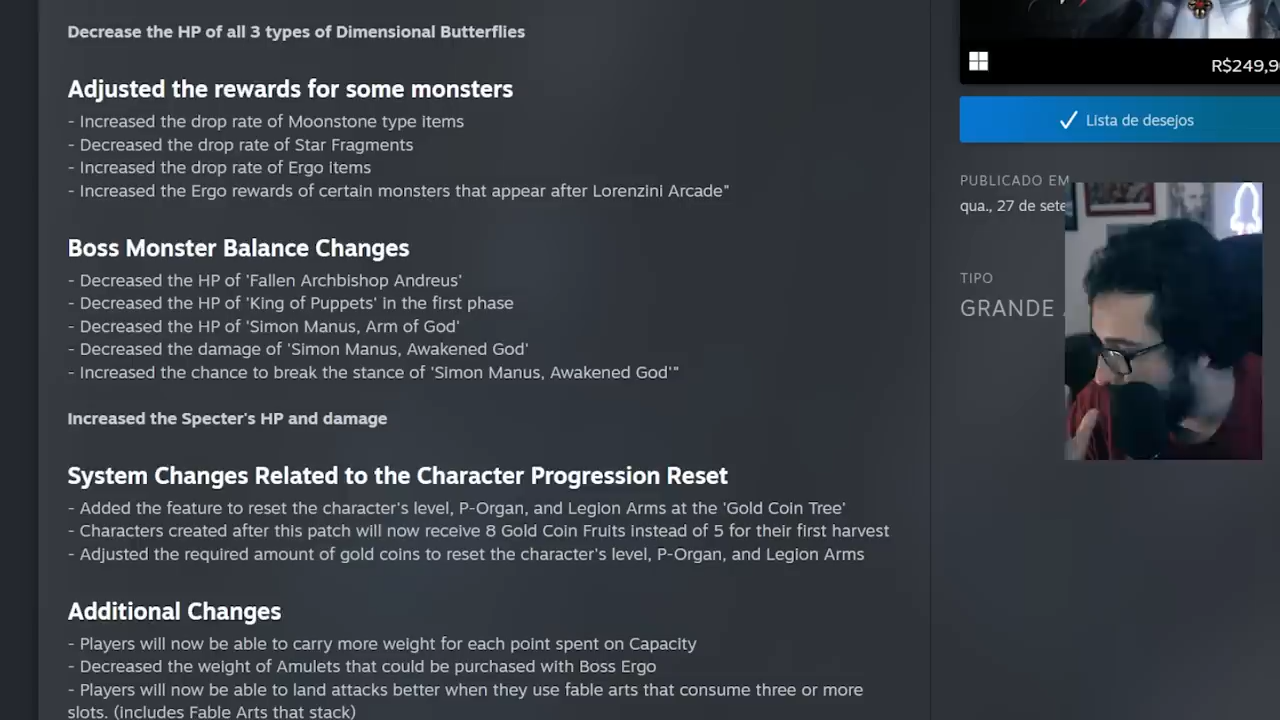 Decrease the HP of all 3 types of Dimensional Butterflies
Adjusted the rewards for some monsters
- Increased the drop rate of Moonstone type items
- Decreased the drop rate of Star Fragments
- Increased the drop rate of Ergo items
- Increased the Ergo rewards of certain monsters that appear after Lorenzini Arcade"
Boss Monster Balance Changes
- Decreased the HP of 'Fallen Archbishop Andreus'
- Decreased the HP of 'King of Puppets' in the first phase
- Decreased the HP of 'Simon Manus, Arm of God'
- Decreased the damage of 'Simon Manus, Awakened God'
- Increased the chance to break the stance of 'Simon Manus, Awakened God'"
Increased the Specter's HP and damage
System Changes Related to the Character Progression Reset
- Added the feature to reset the character's level, P-Organ, and Legion Arms at the 'Gold Coin Tree'
- Characters created after this patch will now receive 8 Gold Coin Fruits instead of 5 for their first harvest
- Adjusted the required amount of gold coins to reset the character's level, P-Organ, and Legion Arms
Additional Changes
- Players will now be able to carry more weight for each point spent on Capacity
- Decreased the weight of Amulets that could be purchased with Boss Ergo
- Players will now be able to land attacks better when they use fable arts that consume three or more
slots. (includes Fable Arts that stack)
R$249,9
Lista de desejos
PUBLICADO EM
qua., 27 de sete
TIPO
GRANDE